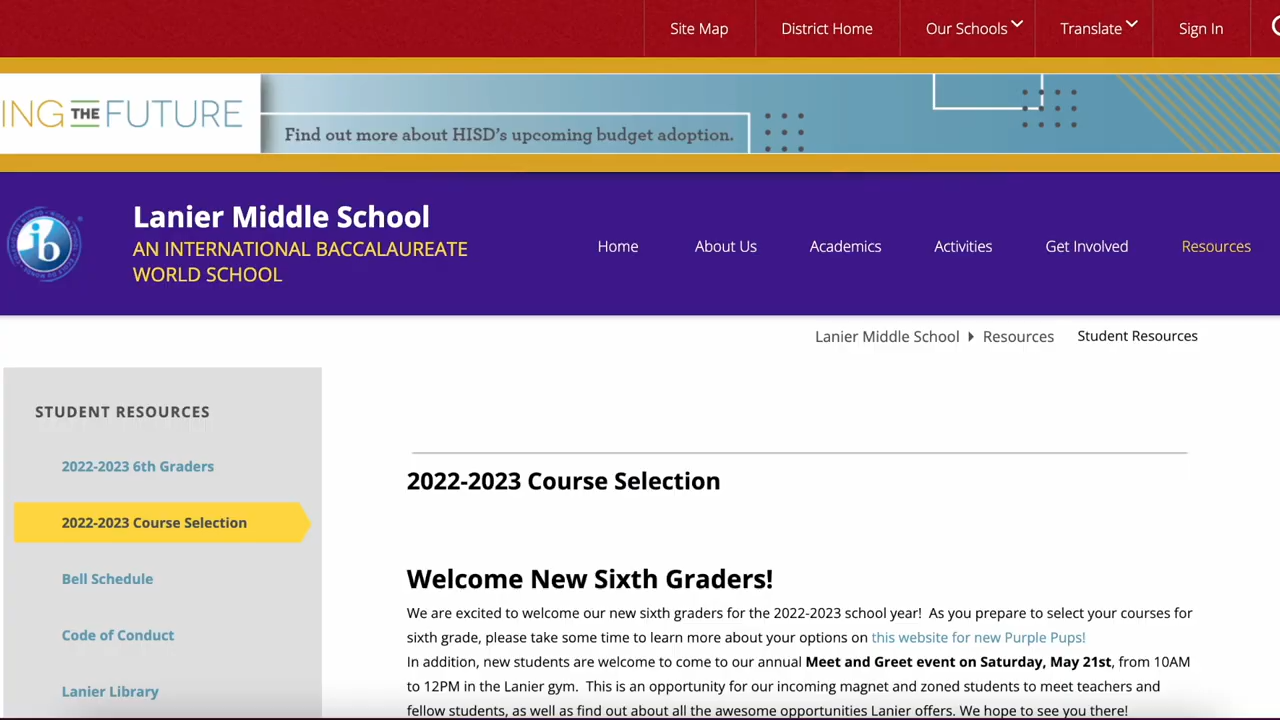 Site Map District Home Our Schools Translate Sign In
ING THE FUTURE
Find out more about HISD's upcoming budget adoption.
ib
Lanier Middle School
AN INTERNATIONAL BACCALAUREATE
WORLD SCHOOL
Home About Us Academics Activities Get Involved Resources
Lanier Middle School Resources Student Resources
STUDENT RESOURCES
2022-2023 6th Graders
2022-2023 Course Selection
Bell Schedule
Code of Conduct
Lanier Library
2022-2023 Course Selection
Welcome New Sixth Graders!
We are excited to welcome our new sixth graders for the 2022-2023 school year! As you prepare to select your courses for
sixth grade, please take some time to learn more about your options on this website for new Purple Pups!
In addition, new students are welcome to come to our annual Meet and Greet event on Saturday, May 21st, from 10AM
to 12PM in the Lanier gym. This is an opportunity for our incoming magnet and zoned students to meet teachers and
fellow students, as well as find out about all the awesome opportunities Lanier offers. We hope to see you there!